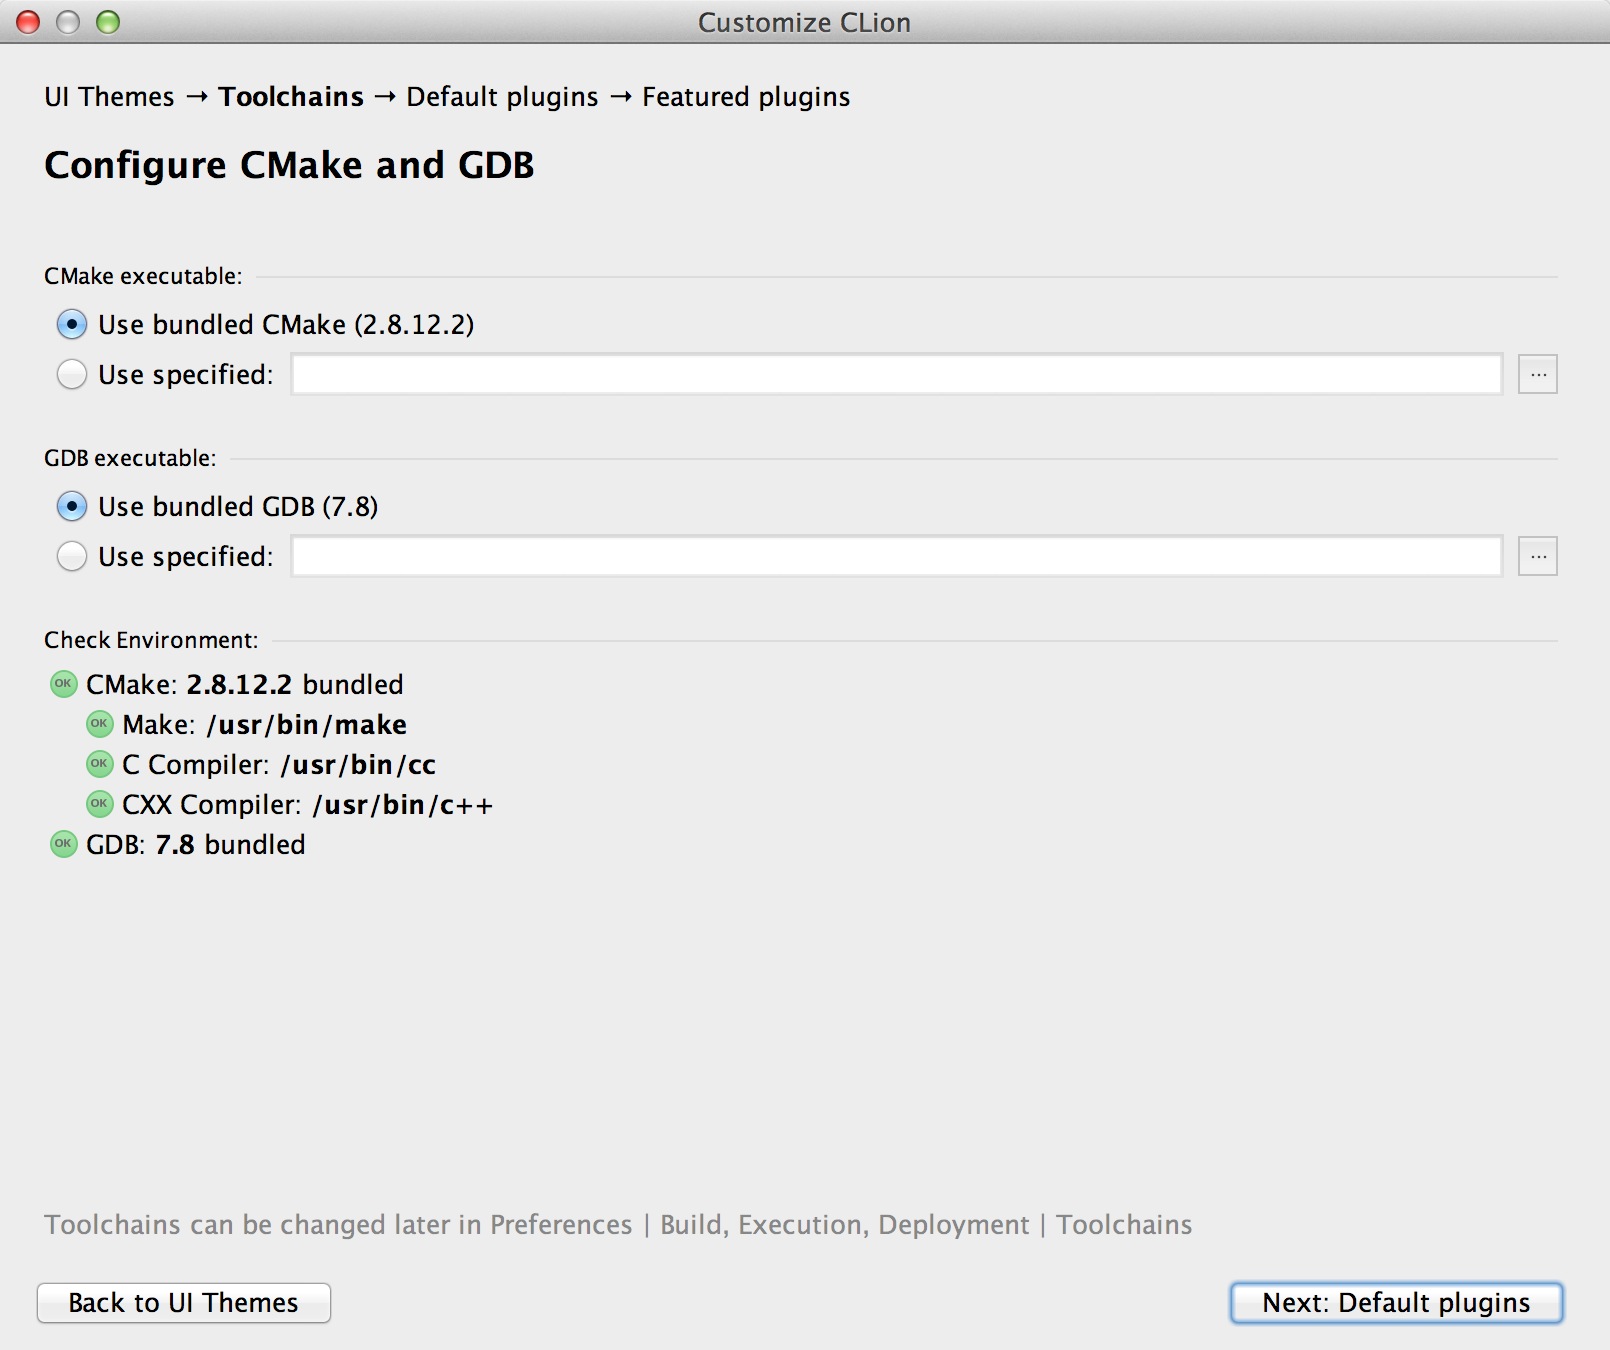 Customize CLion
UI Themes → Toolchains → Default plugins → Featured plugins
Configure CMake and GDB
CMake executable:
Use bundled CMake (2.8.12.2)
Use specified:
...
GDB executable:
Use bundled GDB (7.8)
Use specified:
...
Check Environment:
OK CMake: 2.8.12.2 bundled
OK Make: /usr/bin/make
OK C Compiler: /usr/bin/cc
OK CXX Compiler: /usr/bin/c++
OK GDB: 7.8 bundled
Toolchains can be changed later in Preferences | Build, Execution, Deployment | Toolchains
Back to UI Themes
Next: Default plugins